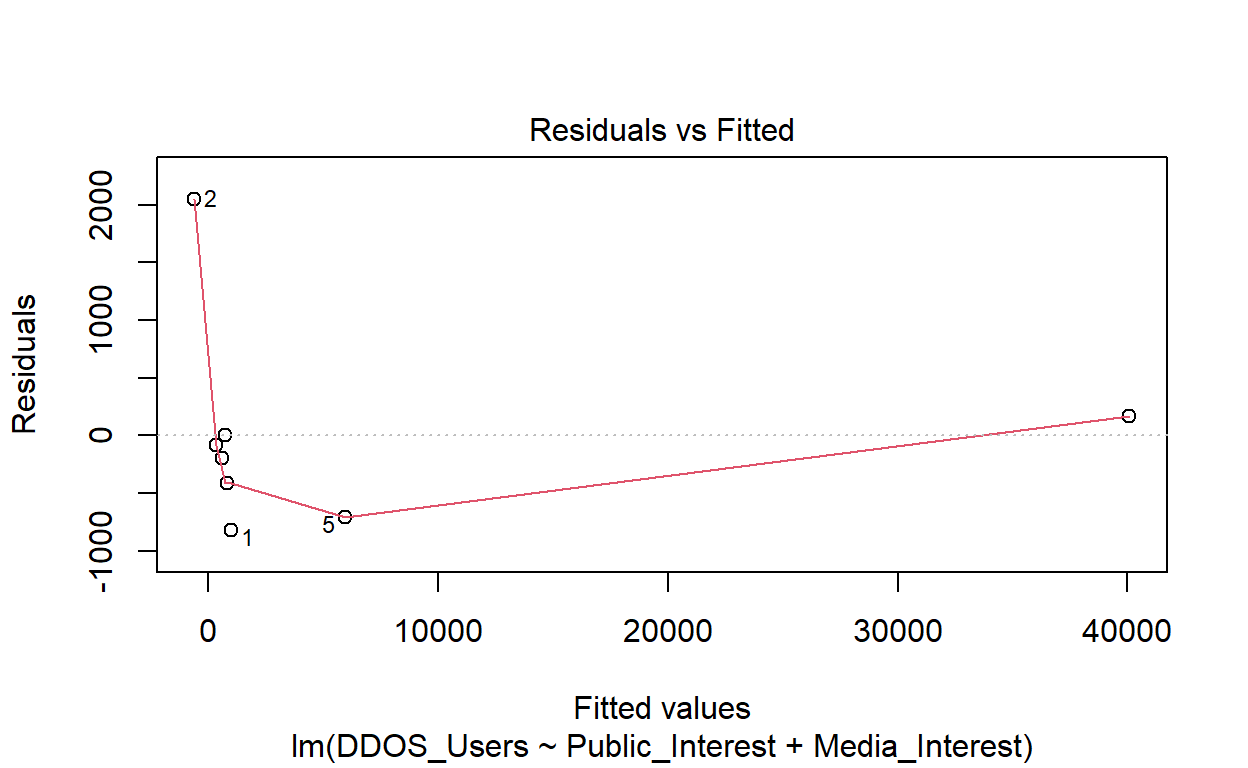 Residuals vs Fitted
Residuals
2000
1000
0
-1000
2
1
5
0 10000 20000 30000 40000
Fitted values
lm(DDOS_Users ~ Public_Interest + Media_Interest)